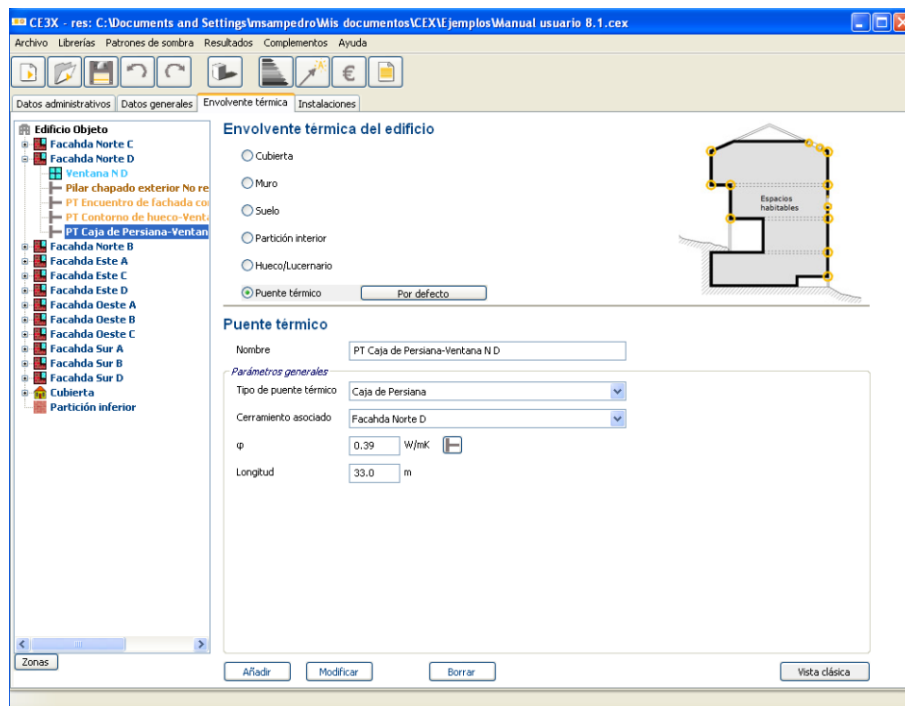 CE3X - res: C:\Documents and Settings\msampedro\Mis documentos\CEX\Ejemplos\Manual usuario 8.1.cex
Archivo Librerías Patrones de sombra Resultados Complementos Ayuda
€
Datos administrativos Datos generales Envolvente térmica Instalaciones
Edificio Objeto
Facahda Norte C
Facahda Norte D
Ventana N D
Pilar chapado exterior No re
PT Encuentro de fachada co
PT Contorno de hueco-Vent
PT Caja de Persiana-Ventan
Facahda Norte B
Facahda Este A
Facahda Este C
Facahda Este D
Facahda Oeste A
Facahda Oeste B
Facahda Oeste C
Facahda Sur A
Facahda Sur B
Facahda Sur D
Cubierta
Partición inferior
Zonas
Envolvente térmica del edificio
Cubierta
Muro
Suelo
Partición interior
Hueco/Lucernario
Puente térmico Por defecto
Espacios
habitables
Puente térmico
Nombre PT Caja de Persiana-Ventana N D
Parámetros generales
Tipo de puente térmico Caja de Persiana
Cerramiento asociado Facahda Norte D
φ 0.39 W/mK
Longitud 33.0 m
Añadir Modificar Borrar Vista clásica